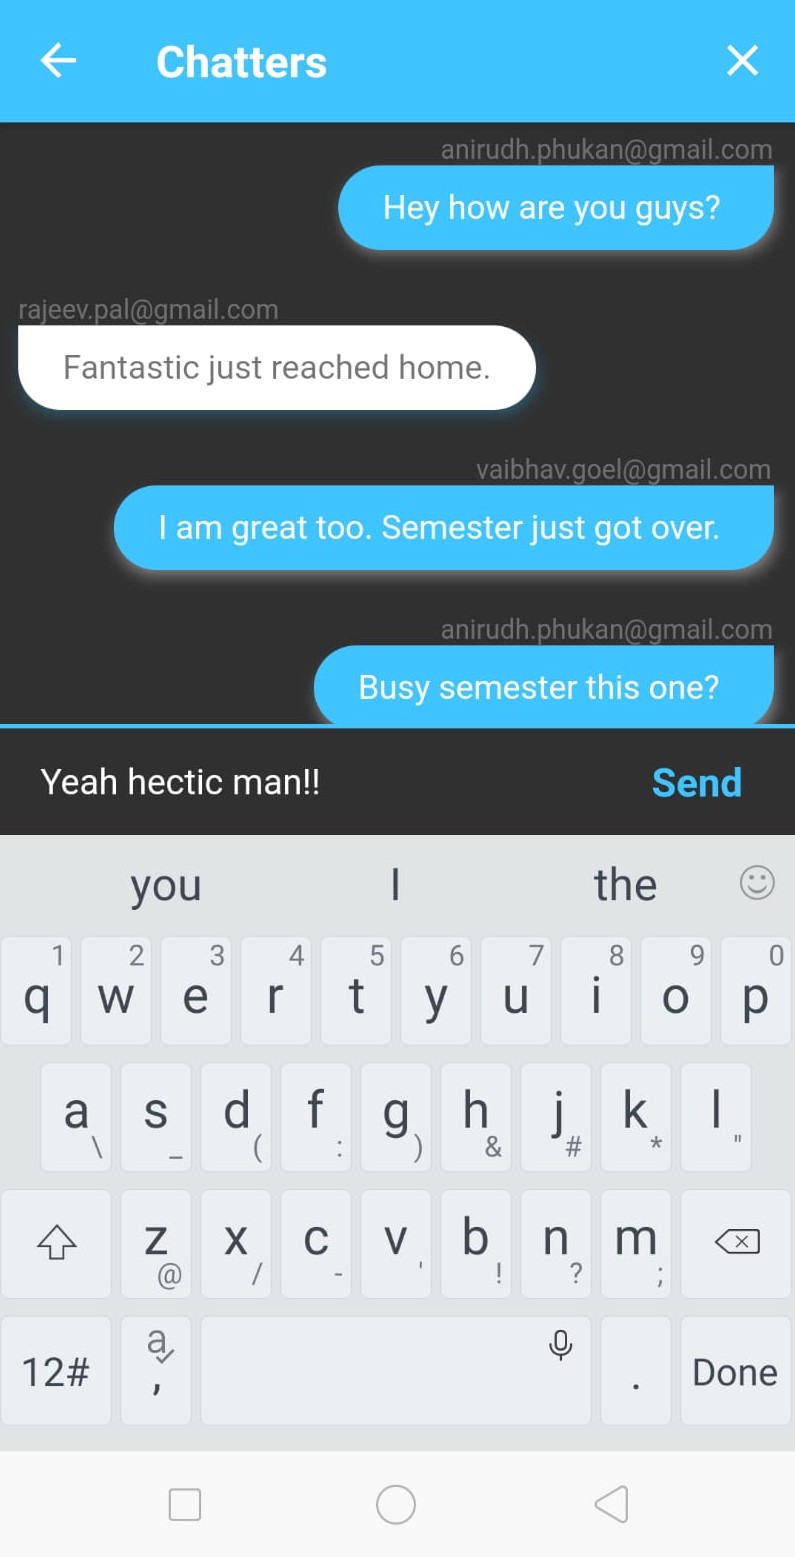 Chatters
anirudh.phukan@gmail.com
Hey how are you guys?
rajeev.pal@gmail.com
Fantastic just reached home.
vaibhav.goel@gmail.com
I am great too. Semester just got over.
anirudh.phukan@gmail.com
Busy semester this one?
Yeah hectic man!! Send
you I the
1 2 3 4 5 6 7 8 9 0
q w e r t y u i o p
a s d f g h j k l
\ _ ( : ) & # * "
z x c v b n m
@ / - ' ! ? ;
12# a , . Done